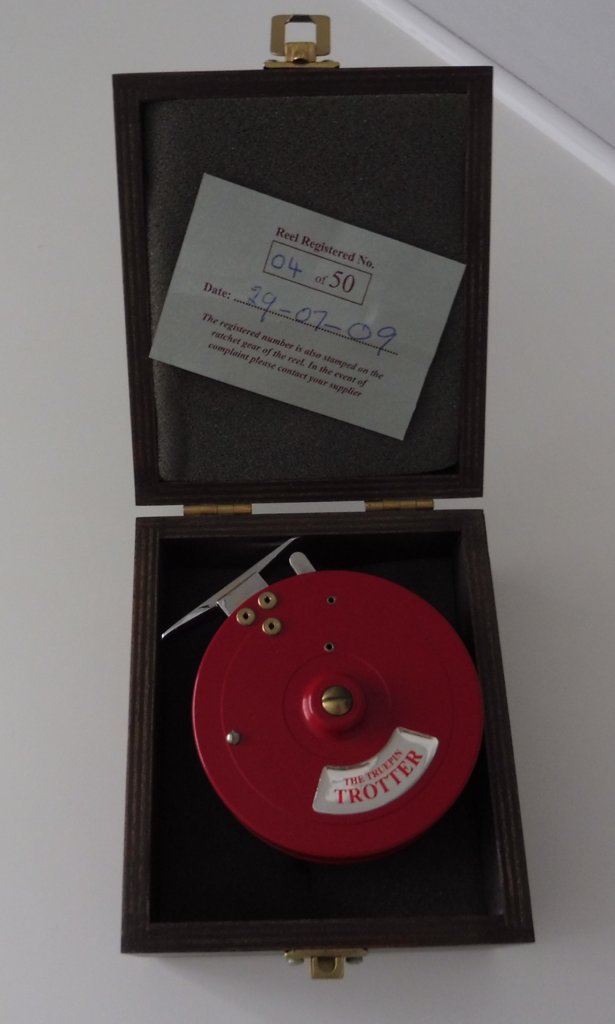 Reel Registered No.
04 of 50
Date: 29-07-09
The registered number is also stamped on the
ratchet gear of the reel. In the event of
complaint please contact your supplier
THE TRUEPIN
TROTTER